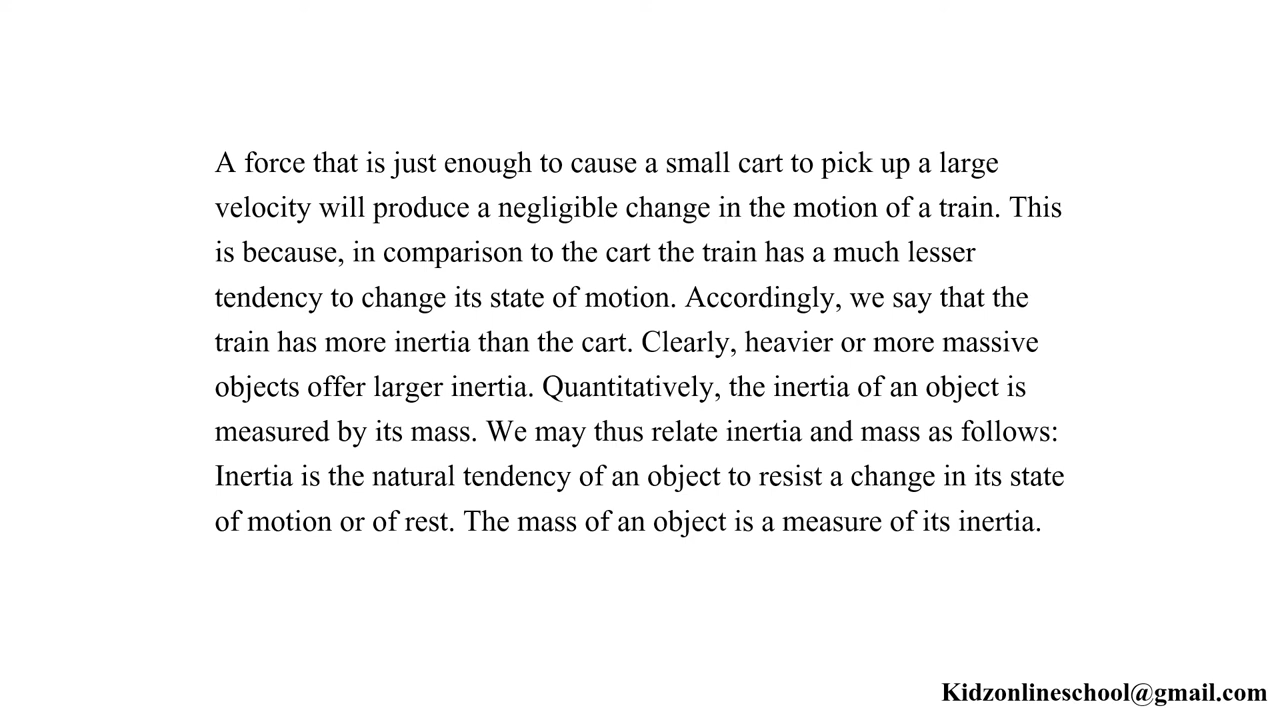 A force that is just enough to cause a small cart to pick up a large
velocity will produce a negligible change in the motion of a train. This
is because, in comparison to the cart the train has a much lesser
tendency to change its state of motion. Accordingly, we say that the
train has more inertia than the cart. Clearly, heavier or more massive
objects offer larger inertia. Quantitatively, the inertia of an object is
measured by its mass. We may thus relate inertia and mass as follows:
Inertia is the natural tendency of an object to resist a change in its state
of motion or of rest. The mass of an object is a measure of its inertia.
Kidzonlineschool@gmail.com